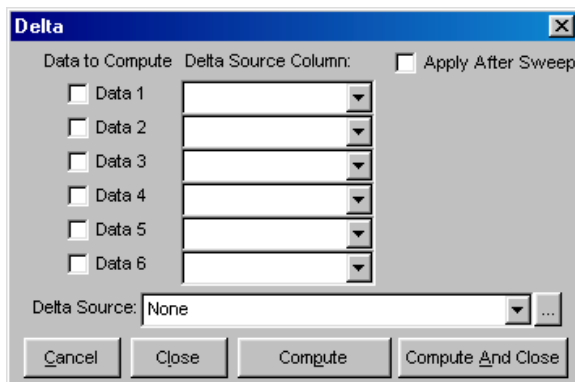 Delta
Data to Compute Delta Source Column: Apply After Sweep
Data 1
Data 2
Data 3
Data 4
Data 5
Data 6
Delta Source: None ...
Cancel Close Compute Compute And Close